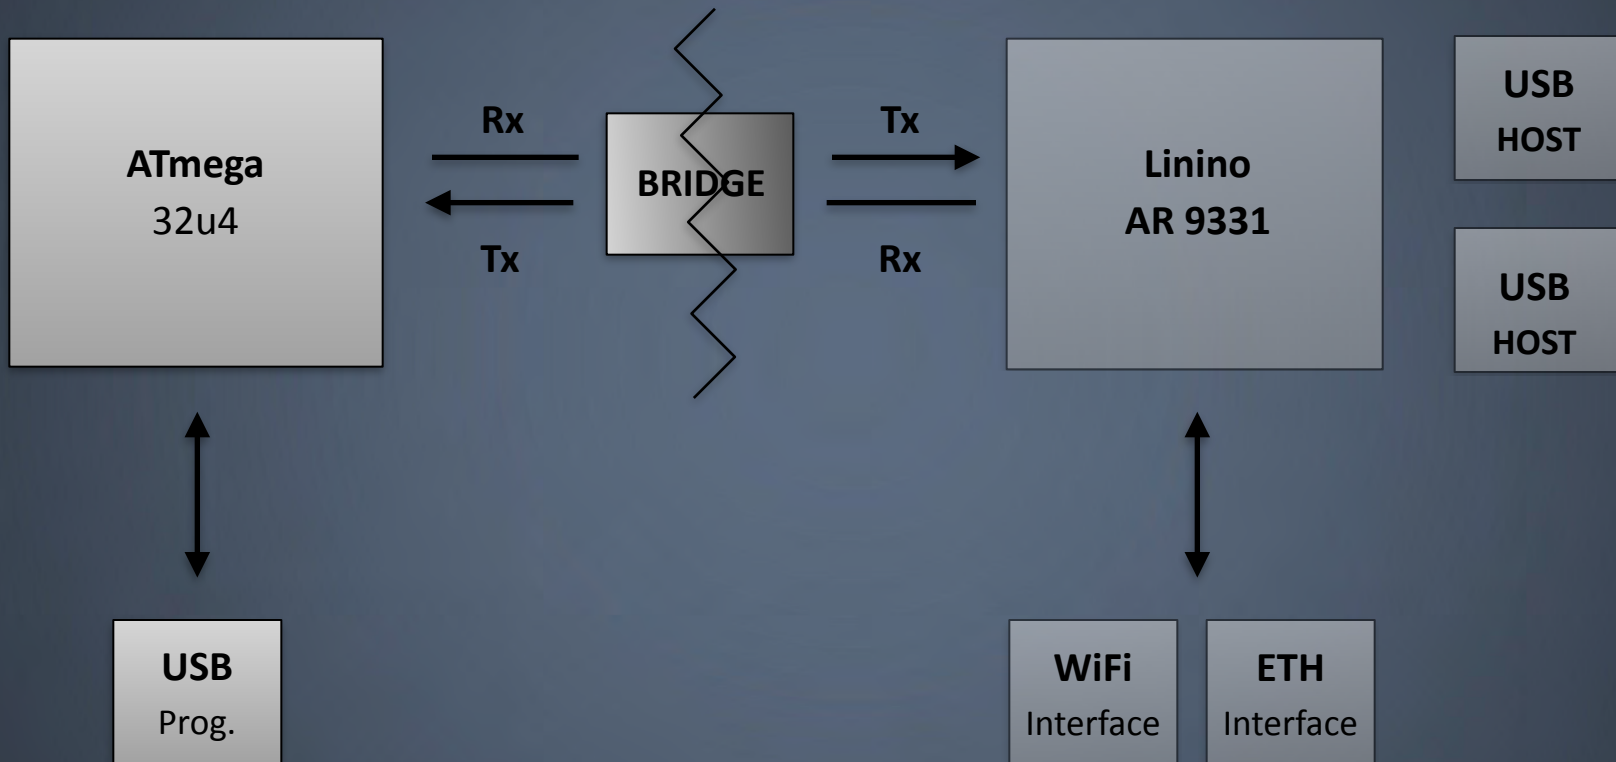 ATmega
32u4
Rx
Tx
BRIDGE
Tx
Rx
Linino
AR 9331
USB
HOST
USB
HOST
USB
Prog.
WiFi
Interface
ETH
Interface